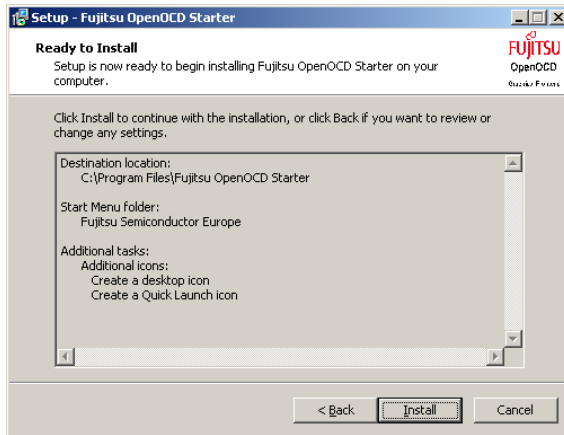 Setup - Fujitsu OpenOCD Starter
Ready to Install
Setup is now ready to begin installing Fujitsu OpenOCD Starter on your
computer.
FUJITSU
OpenOCD
Click Install to continue with the installation, or click Back if you want to review or
change any settings.
Destination location:
C:\Program Files\Fujitsu OpenOCD Starter
Start Menu folder:
Fujitsu Semiconductor Europe
Additional tasks:
Additional icons:
Create a desktop icon
Create a Quick Launch icon
< Back
Install
Cancel